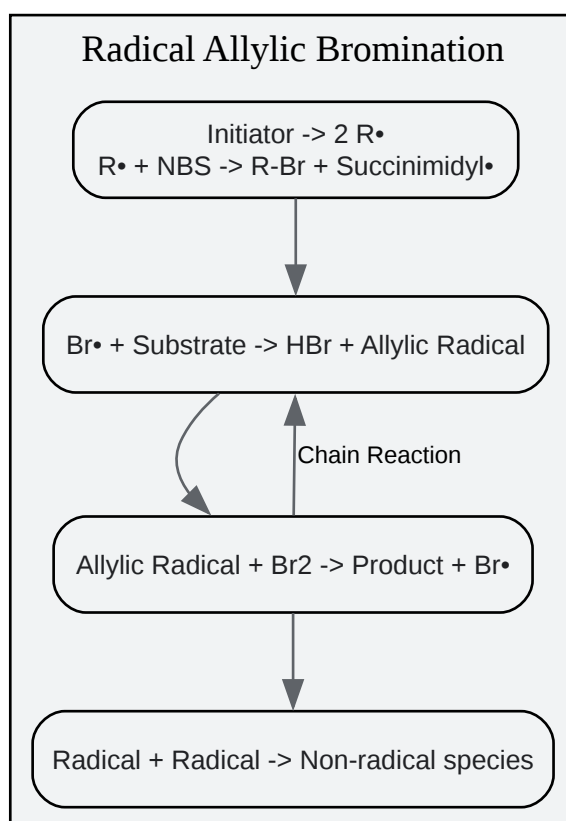 Radical Allylic Bromination
Initiator -> 2 R•
R• + NBS -> R-Br + Succinimidyl•
Br• + Substrate -> HBr + Allylic Radical
Chain Reaction
Allylic Radical + Br2 -> Product + Br•
Radical + Radical -> Non-radical species